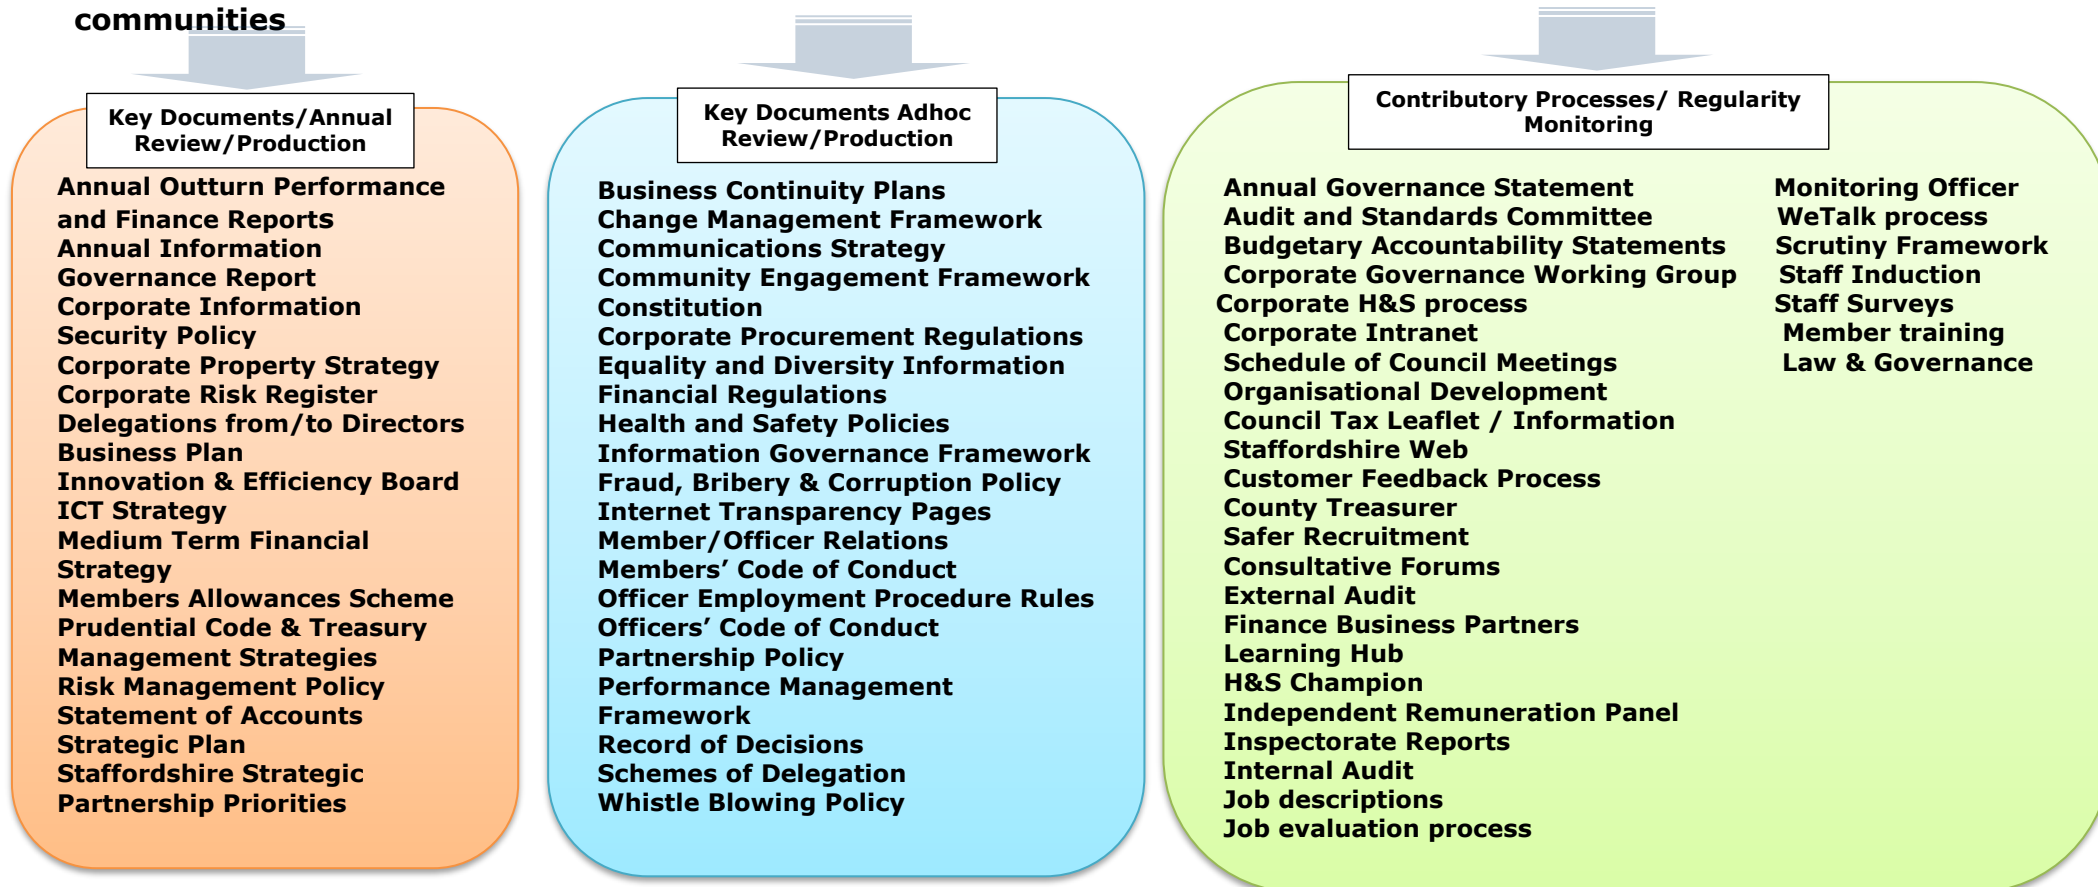 communities
Key Documents/Annual
Review/Production
Annual Outturn Performance
and Finance Reports
Annual Information
Governance Report
Corporate Information
Security Policy
Corporate Property Strategy
Corporate Risk Register
Delegations from/to Directors
Business Plan
Innovation & Efficiency Board
ICT Strategy
Medium Term Financial
Strategy
Members Allowances Scheme
Prudential Code & Treasury
Management Strategies
Risk Management Policy
Statement of Accounts
Strategic Plan
Staffordshire Strategic
Partnership Priorities
Key Documents Adhoc
Review/Production
Business Continuity Plans
Change Management Framework
Communications Strategy
Community Engagement Framework
Constitution
Corporate Procurement Regulations
Equality and Diversity Information
Financial Regulations
Health and Safety Policies
Information Governance Framework
Fraud, Bribery & Corruption Policy
Internet Transparency Pages
Member/Officer Relations
Members’ Code of Conduct
Officer Employment Procedure Rules
Officers’ Code of Conduct
Partnership Policy
Performance Management
Framework
Record of Decisions
Schemes of Delegation
Whistle Blowing Policy
Contributory Processes/ Regularity
Monitoring
Annual Governance Statement
Audit and Standards Committee
Budgetary Accountability Statements
Corporate Governance Working Group
Corporate H&S process
Corporate Intranet
Schedule of Council Meetings
Organisational Development
Council Tax Leaflet / Information
Staffordshire Web
Customer Feedback Process
County Treasurer
Safer Recruitment
Consultative Forums
External Audit
Finance Business Partners
Learning Hub
H&S Champion
Independent Remuneration Panel
Inspectorate Reports
Internal Audit
Job descriptions
Job evaluation process
Monitoring Officer
WeTalk process
Scrutiny Framework
Staff Induction
Staff Surveys
Member training
Law & Governance